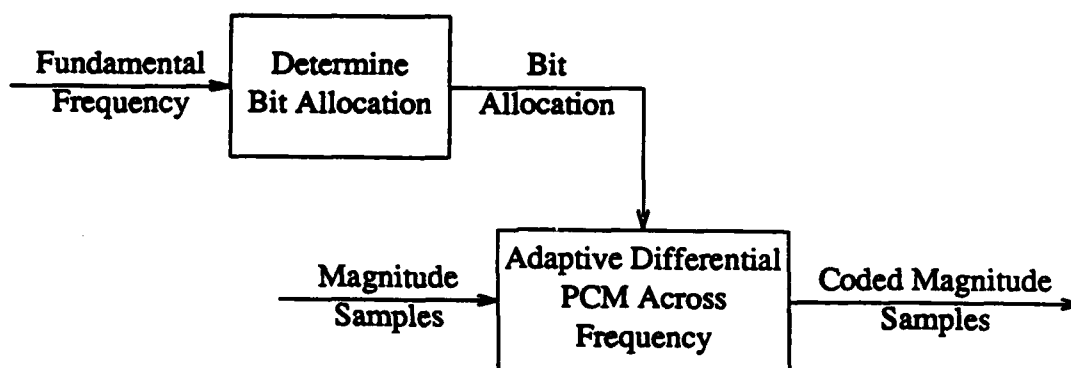 Fundamental
Frequency
Determine
Bit Allocation
Bit
Allocation
Magnitude
Samples
Adaptive Differential
PCM Across
Frequency
Coded Magnitude
Samples